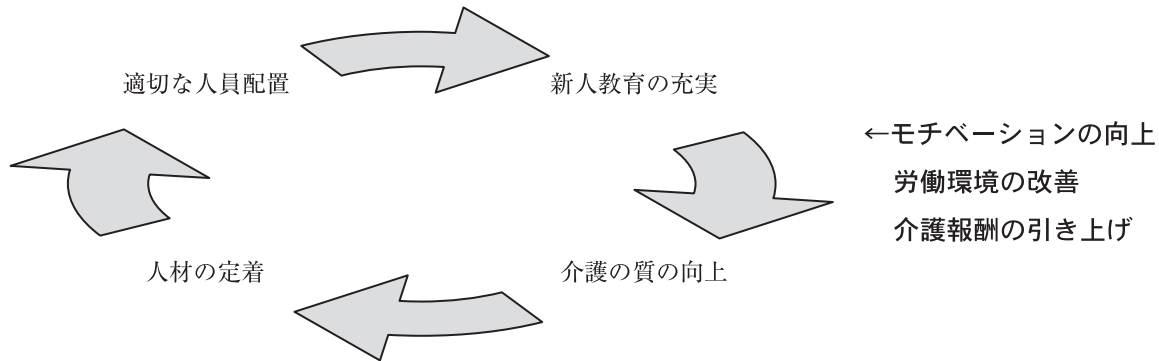 適切な人員配置
新人教育の充実
←モチベーションの向上
労働環境の改善
介護報酬の引き上げ
人材の定着
介護の質の向上